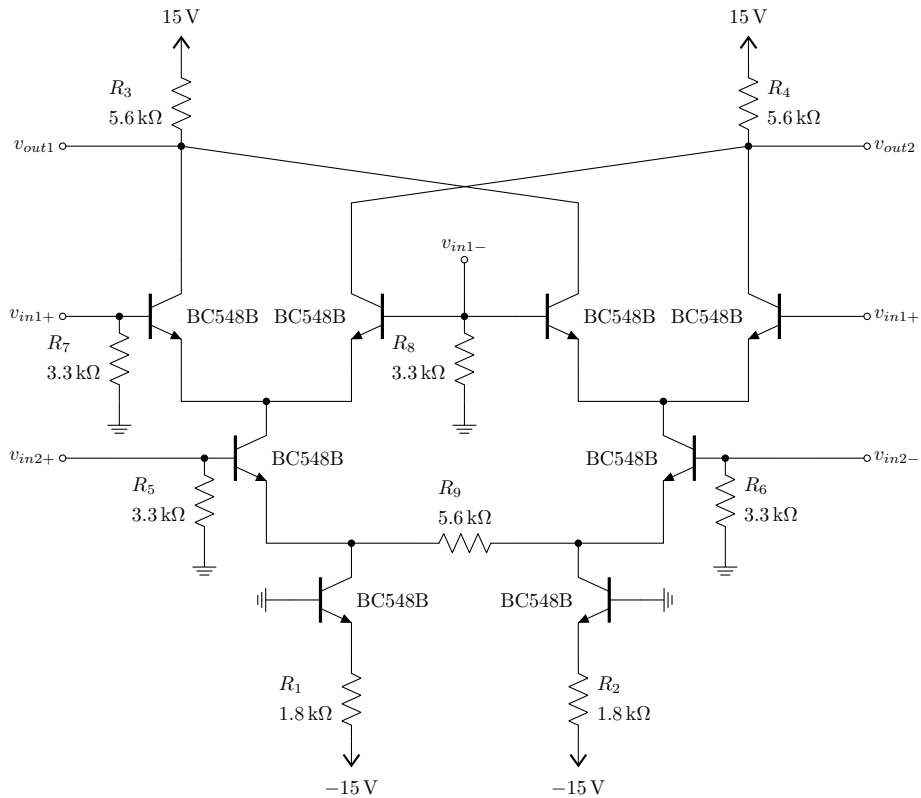 15 V
15 V
R3
5.6 kΩ
R4
5.6 kΩ
vout1
vout2
vin1−
vin1+
BC548B
BC548B
BC548B
BC548B
vin1+
R7
3.3 kΩ
R8
3.3 kΩ
vin2+
BC548B
BC548B
vin2−
R5
3.3 kΩ
R9
5.6 kΩ
R6
3.3 kΩ
BC548B
BC548B
R1
1.8 kΩ
R2
1.8 kΩ
−15 V
−15 V